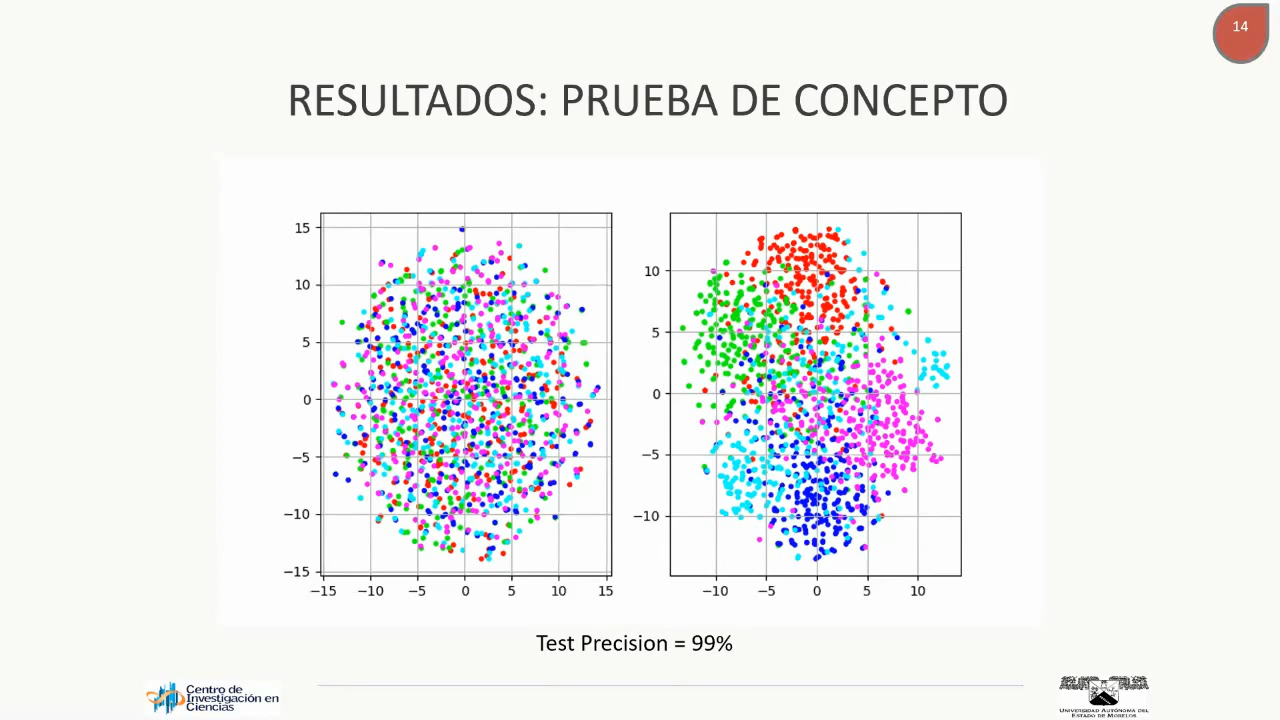 14
RESULTADOS: PRUEBA DE CONCEPTO
15
10
5
0
−5
−10
−15
−15 −10 −5 0 5 10 15
10
5
0
−5
−10
−10 −5 0 5 10
Test Precision = 99%
Centro de
Investigación en
Ciencias
UNIVERSIDAD AUTÓNOMA DEL
ESTADO DE MORELOS